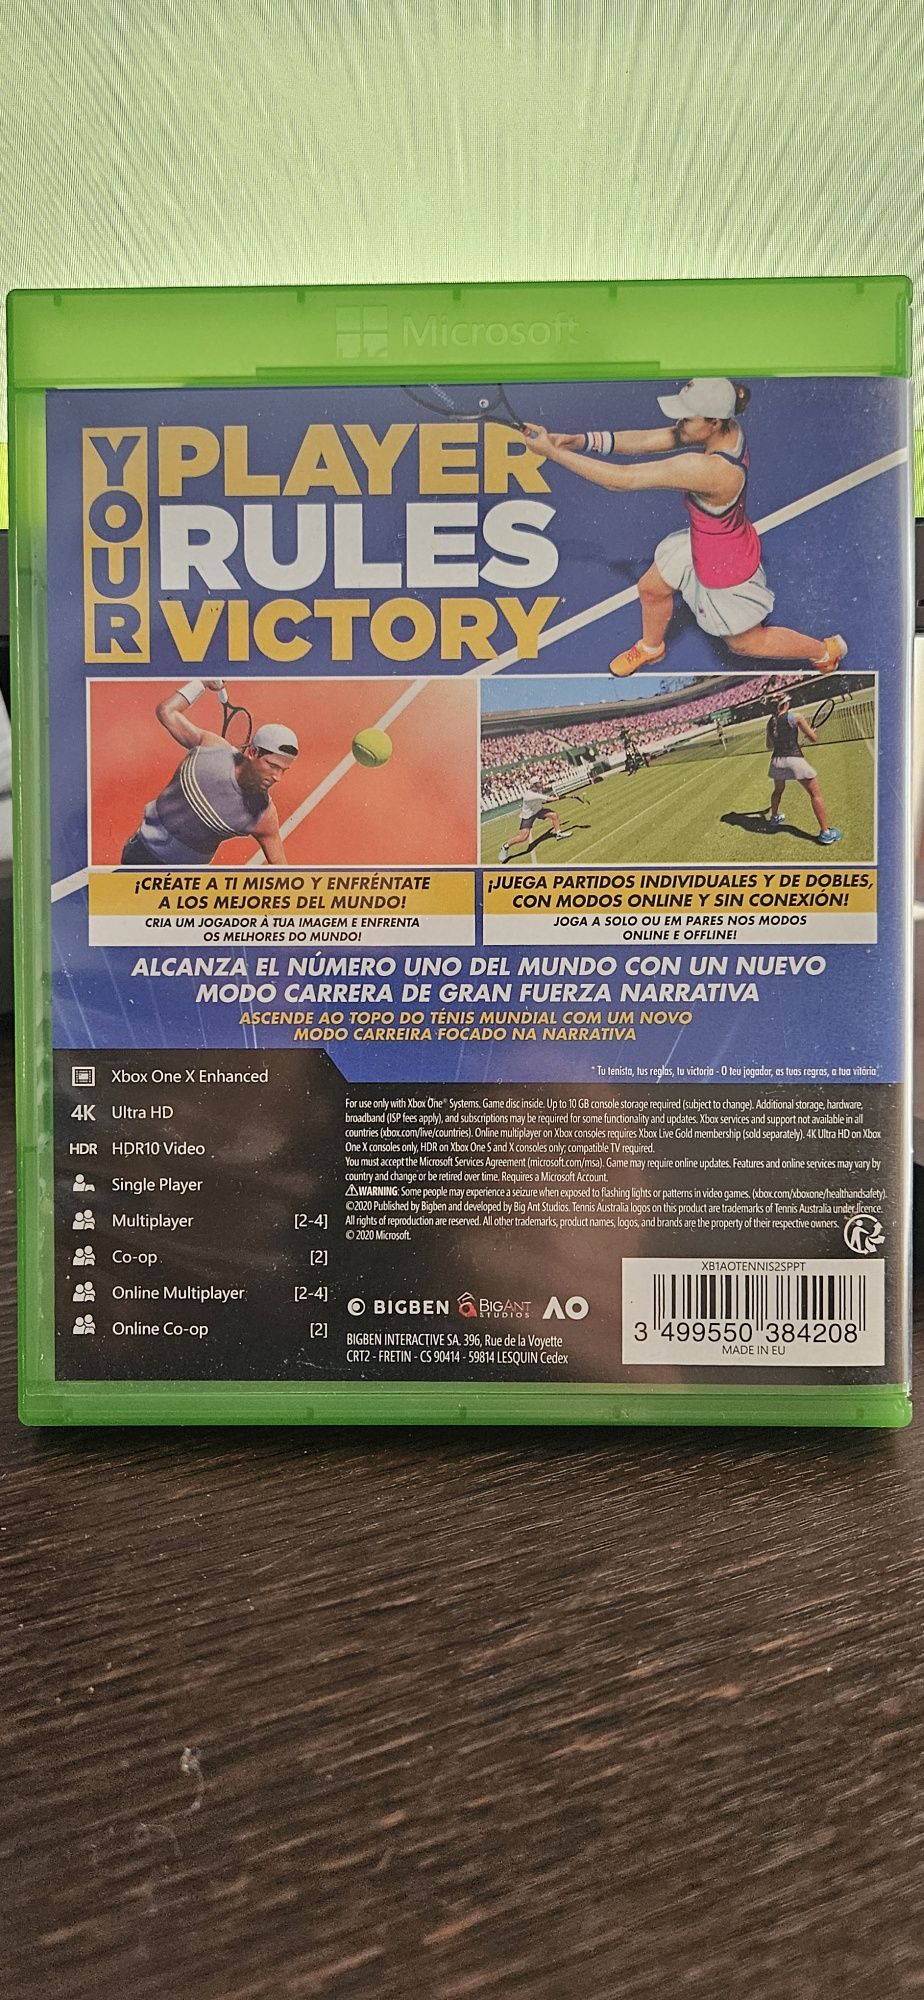 Microsoft
YOUR
PLAYER
RULES
VICTORY*
¡CRÉATE A TI MISMO Y ENFRÉNTATE
A LOS MEJORES DEL MUNDO!
CRIA UM JOGADOR À TUA IMAGEM E ENFRENTA
OS MELHORES DO MUNDO!
¡JUEGA PARTIDOS INDIVIDUALES Y DE DOBLES,
CON MODOS ONLINE Y SIN CONEXIÓN!
JOGA A SOLO OU EM PARES NOS MODOS
ONLINE E OFFLINE!
ALCANZA EL NÚMERO UNO DEL MUNDO CON UN NUEVO
MODO CARRERA DE GRAN FUERZA NARRATIVA
ASCENDE AO TOPO DO TÉNIS MUNDIAL COM UM NOVO
MODO CARREIRA FOCADO NA NARRATIVA
* Tu tenista, tus reglas, tu victoria - O teu jogador, as tuas regras, a tua vitória.
Xbox One X Enhanced
4K Ultra HD
HDR HDR10 Video
Single Player
Multiplayer [2-4]
Co-op [2]
Online Multiplayer [2-4]
Online Co-op [2]
For use only with Xbox One® Systems. Game disc inside. Up to 10 GB console storage required (subject to change). Additional storage, hardware,
broadband (ISP fees apply), and subscriptions may be required for some functionality and updates. Xbox services and support not available in all
countries (xbox.com/live/countries). Online multiplayer on Xbox consoles requires Xbox Live Gold membership (sold separately). 4K Ultra HD on Xbox
One X consoles only, HDR on Xbox One S and X consoles only; compatible TV required.
You must accept the Microsoft Services Agreement (microsoft.com/msa). Game may require online updates. Features and online services may vary by
country and change or be retired over time. Requires a Microsoft Account.
⚠WARNING: Some people may experience a seizure when exposed to flashing lights or patterns in video games. (xbox.com/xboxone/healthandsafety).
©2020 Published by Bigben and developed by Big Ant Studios. Tennis Australia logos on this product are trademarks of Tennis Australia under licence.
All rights of reproduction are reserved. All other trademarks, product names, logos, and brands are the property of their respective owners.
© 2020 Microsoft.
BIGBEN BIGANT STUDIOS AO
BIGBEN INTERACTIVE SA. 396, Rue de la Voyette
CRT2 - FRETIN - CS 90414 - 59814 LESQUIN Cedex
XB1AOTENNIS2SPPT
3 499550 384208
MADE IN EU